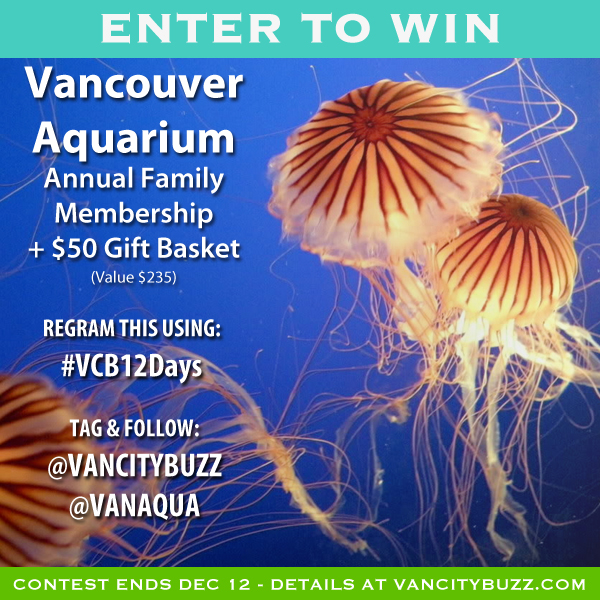 ENTER TO WIN
Vancouver
Aquarium
Annual Family
Membership
+ $50 Gift Basket
(Value $235)
REGRAM THIS USING:
#VCB12Days
TAG & FOLLOW:
@VANCITYBUZZ
@VANAQUA
CONTEST ENDS DEC 12 - DETAILS AT VANCITYBUZZ.COM